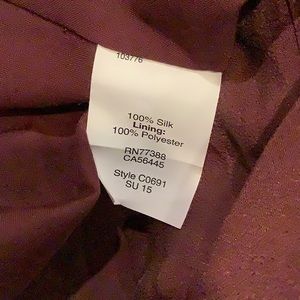 103776
100% Silk
Lining:
100% Polyester
RN77388
CA56445
Style C0691
SU 15